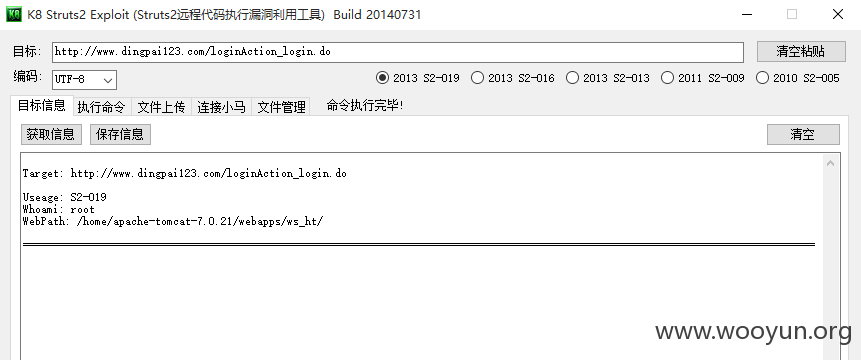 K8 Struts2 Exploit (Struts2远程代码执行漏洞利用工具) Build 20140731
目标: http://www.dingpai123.com/loginAction_login.do 清空粘贴
编码: UTF-8 2013 S2-019 2013 S2-016 2013 S2-013 2011 S2-009 2010 S2-005
目标信息 执行命令 文件上传 连接小马 文件管理 命令执行完毕!
获取信息 保存信息 清空
Target: http://www.dingpai123.com/loginAction_login.do
Useage: S2-019
Whoami: root
WebPath: /home/apache-tomcat-7.0.21/webapps/ws_ht/
www.wooyun.org